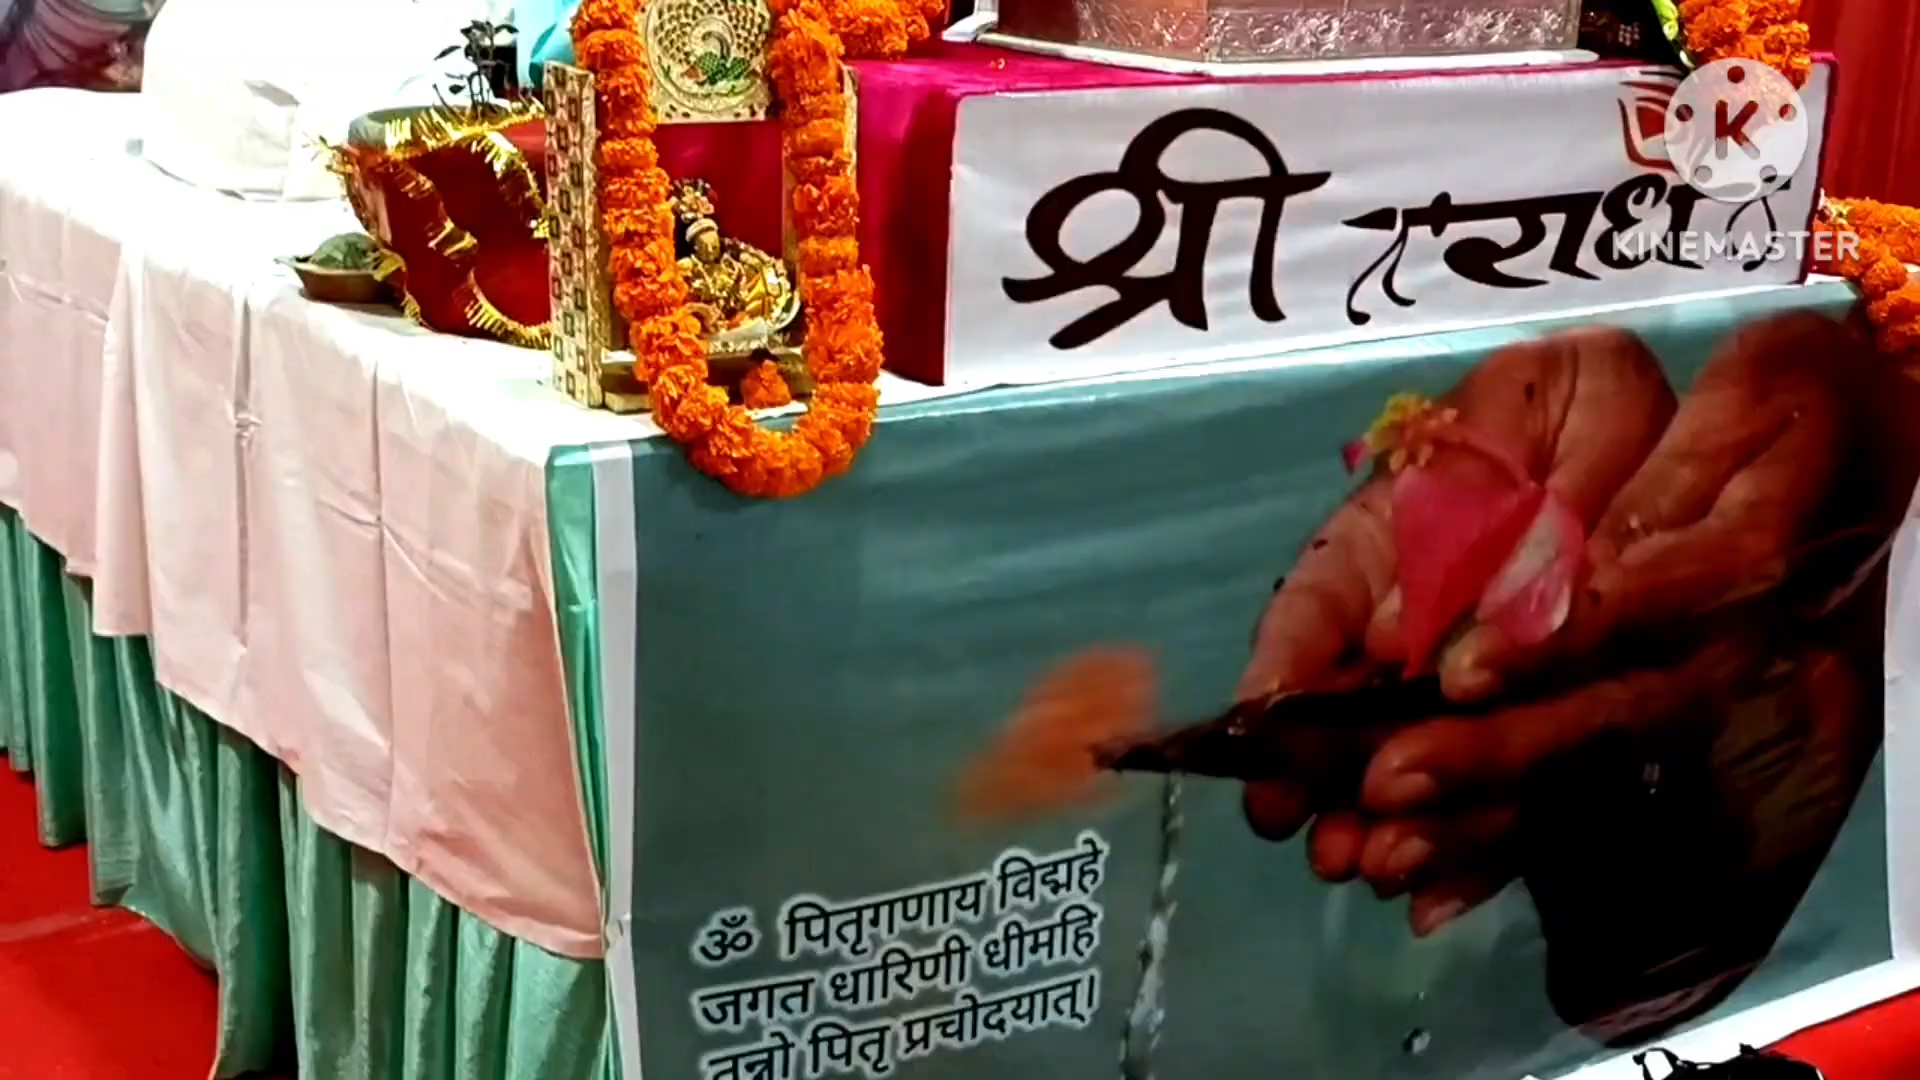 श्री राधा
KINEMASTER
ॐ पितृगणाय विद्महे
जगत धारिणी धीमहि
तन्नो पितृ प्रचोदयात्।